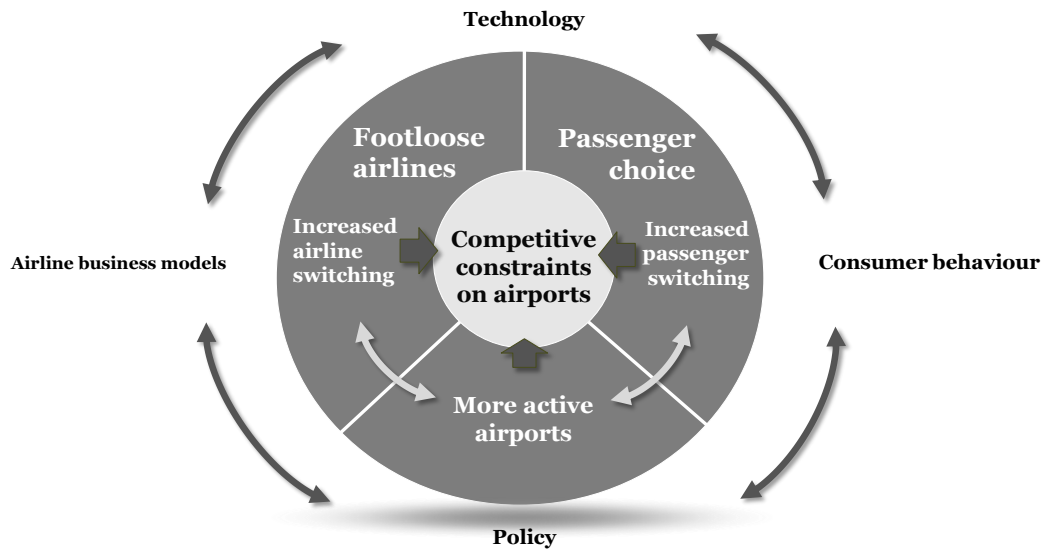 Technology
Footloose
airlines
Passenger
choice
Increased
airline
switching
Competitive
constraints
on airports
Increased
passenger
switching
Airline business models
Consumer behaviour
More active
airports
Policy